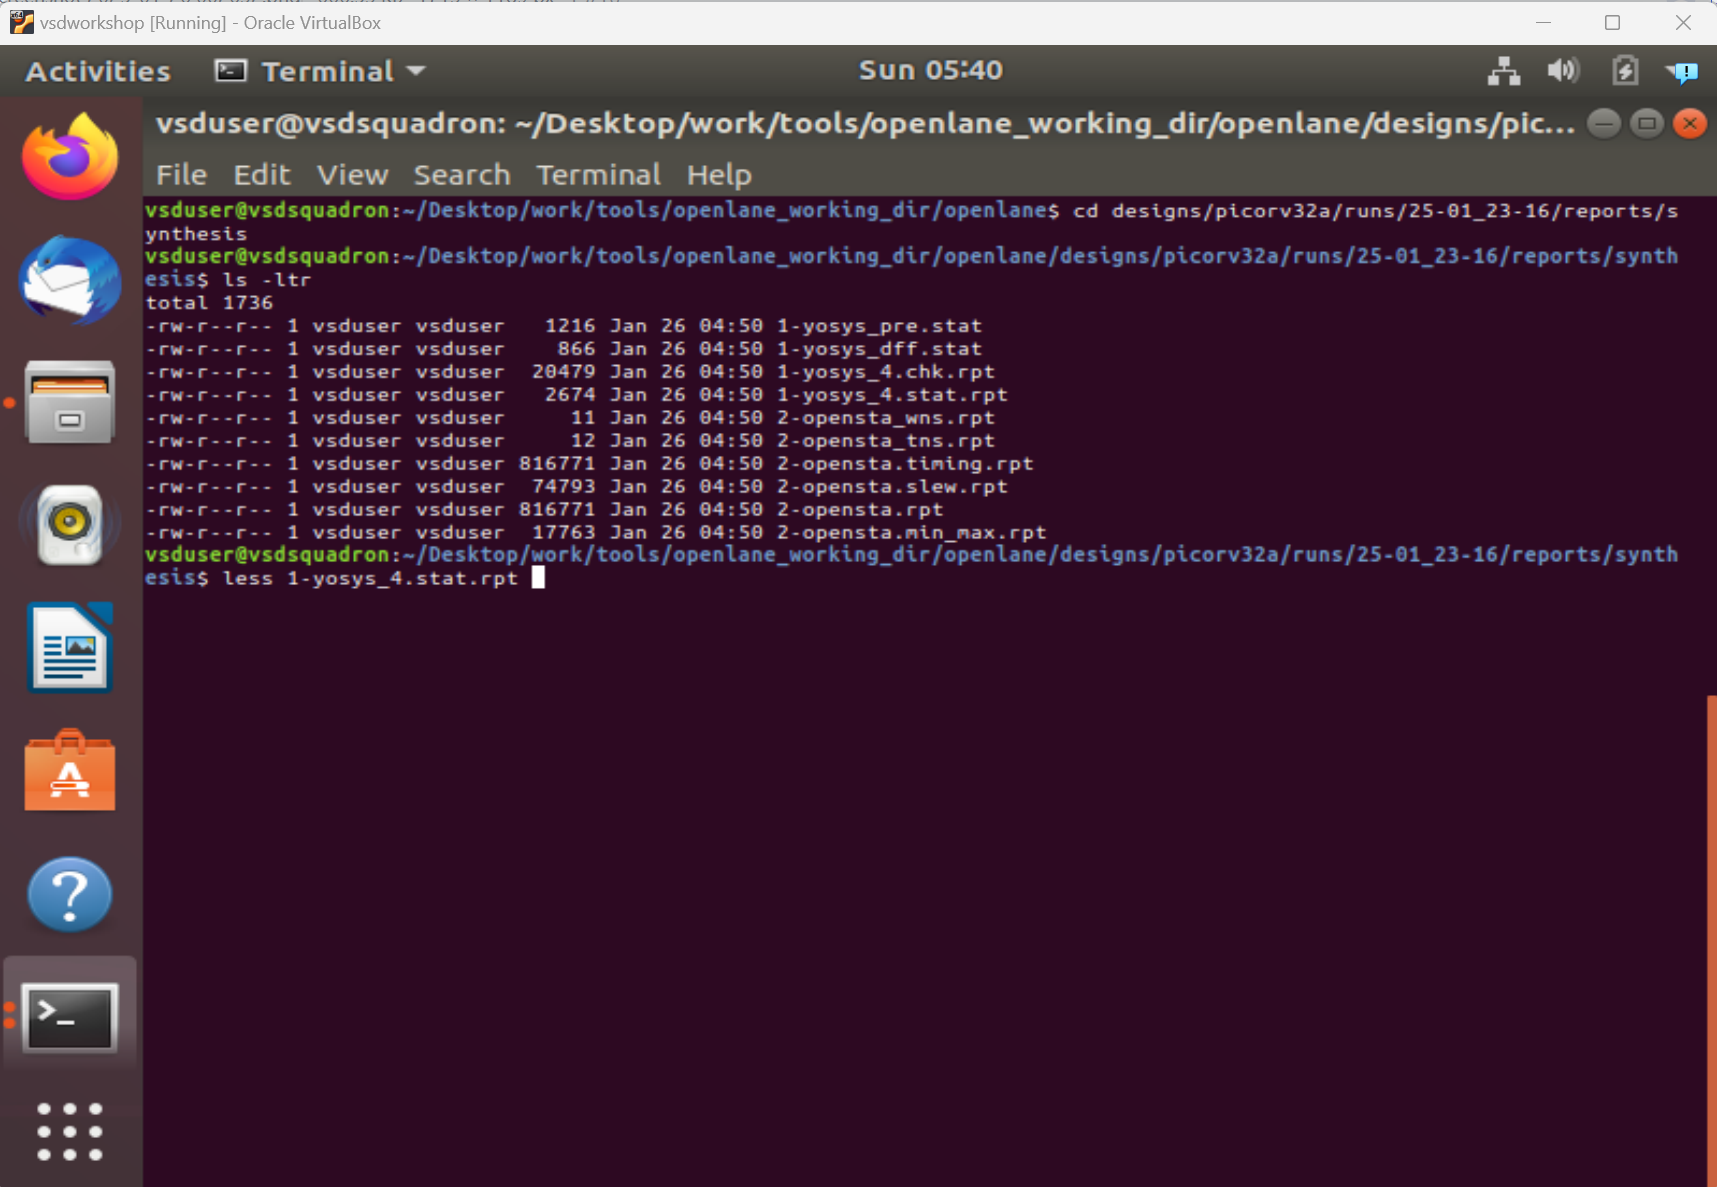 vsdworkshop [Running] - Oracle VirtualBox
Activities Terminal Sun 05:40
vsduser@vsdsquadron: ~/Desktop/work/tools/openlane_working_dir/openlane/designs/pic...
File Edit View Search Terminal Help
vsduser@vsdsquadron:~/Desktop/work/tools/openlane_working_dir/openlane$ cd designs/picorv32a/runs/25-01_23-16/reports/s
ynthesis
vsduser@vsdsquadron:~/Desktop/work/tools/openlane_working_dir/openlane/designs/picorv32a/runs/25-01_23-16/reports/synth
esis$ ls -ltr
total 1736
-rw-r--r-- 1 vsduser vsduser   1216 Jan 26 04:50 1-yosys_pre.stat
-rw-r--r-- 1 vsduser vsduser    866 Jan 26 04:50 1-yosys_dff.stat
-rw-r--r-- 1 vsduser vsduser  20479 Jan 26 04:50 1-yosys_4.chk.rpt
-rw-r--r-- 1 vsduser vsduser   2674 Jan 26 04:50 1-yosys_4.stat.rpt
-rw-r--r-- 1 vsduser vsduser     11 Jan 26 04:50 2-opensta_wns.rpt
-rw-r--r-- 1 vsduser vsduser     12 Jan 26 04:50 2-opensta_tns.rpt
-rw-r--r-- 1 vsduser vsduser 816771 Jan 26 04:50 2-opensta.timing.rpt
-rw-r--r-- 1 vsduser vsduser  74793 Jan 26 04:50 2-opensta.slew.rpt
-rw-r--r-- 1 vsduser vsduser 816771 Jan 26 04:50 2-opensta.rpt
-rw-r--r-- 1 vsduser vsduser  17763 Jan 26 04:50 2-opensta.min_max.rpt
vsduser@vsdsquadron:~/Desktop/work/tools/openlane_working_dir/openlane/designs/picorv32a/runs/25-01_23-16/reports/synth
esis$ less 1-yosys_4.stat.rpt